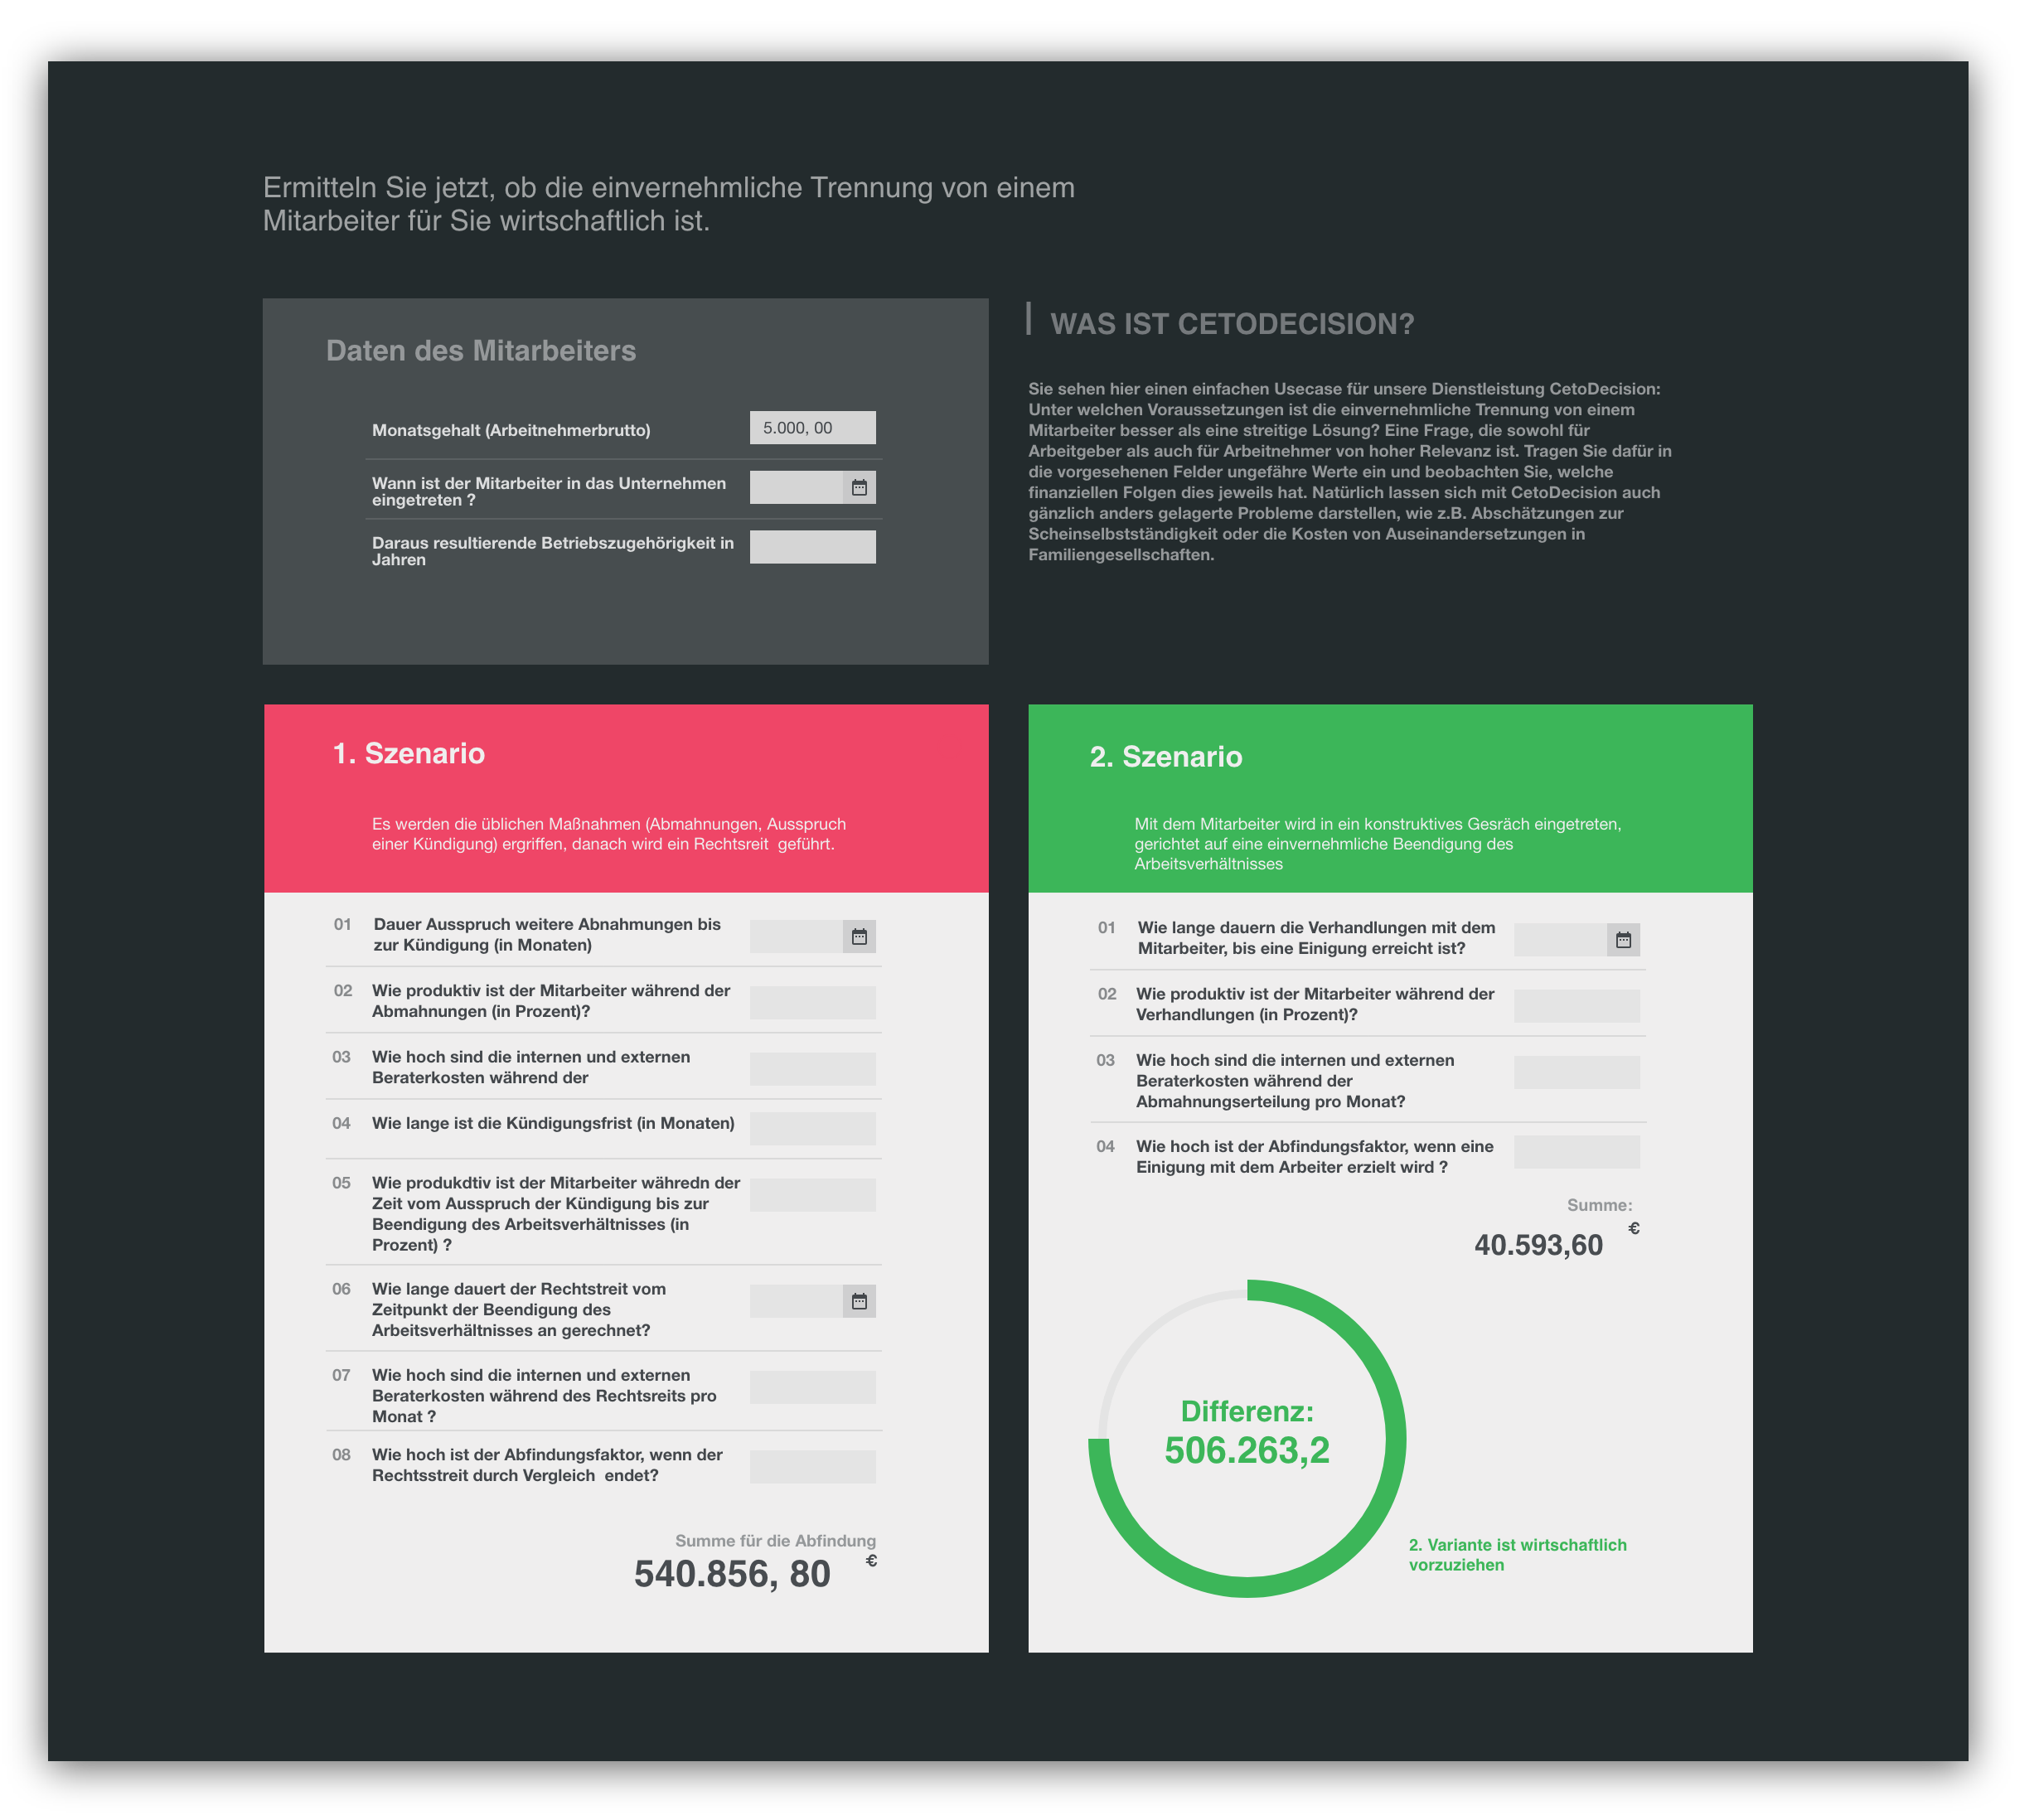 Ermitteln Sie jetzt, ob die einvernehmliche Trennung von einem
Mitarbeiter für Sie wirtschaftlich ist.
Daten des Mitarbeiters
Monatsgehalt (Arbeitnehmerbrutto)
5.000, 00
Wann ist der Mitarbeiter in das Unternehmen
eingetreten ?
Daraus resultierende Betriebszugehörigkeit in
Jahren
WAS IST CETODECISION?
Sie sehen hier einen einfachen Usecase für unsere Dienstleistung CetoDecision:
Unter welchen Voraussetzungen ist die einvernehmliche Trennung von einem
Mitarbeiter besser als eine streitige Lösung? Eine Frage, die sowohl für
Arbeitgeber als auch für Arbeitnehmer von hoher Relevanz ist. Tragen Sie dafür in
die vorgesehenen Felder ungefähre Werte ein und beobachten Sie, welche
finanziellen Folgen dies jeweils hat. Natürlich lassen sich mit CetoDecision auch
gänzlich anders gelagerte Probleme darstellen, wie z.B. Abschätzungen zur
Scheinselbstständigkeit oder die Kosten von Auseinandersetzungen in
Familiengesellschaften.
1. Szenario
Es werden die üblichen Maßnahmen (Abmahnungen, Ausspruch
einer Kündigung) ergriffen, danach wird ein Rechtsreit  geführt.
01 Dauer Ausspruch weitere Abnahmungen bis
zur Kündigung (in Monaten)
02 Wie produktiv ist der Mitarbeiter während der
Abmahnungen (in Prozent)?
03 Wie hoch sind die internen und externen
Beraterkosten während der
04 Wie lange ist die Kündigungsfrist (in Monaten)
05 Wie produkdtiv ist der Mitarbeiter währedn der
Zeit vom Ausspruch der Kündigung bis zur
Beendigung des Arbeitsverhältnisses (in
Prozent) ?
06 Wie lange dauert der Rechtstreit vom
Zeitpunkt der Beendigung des
Arbeitsverhältnisses an gerechnet?
07 Wie hoch sind die internen und externen
Beraterkosten während des Rechtsreits pro
Monat ?
08 Wie hoch ist der Abfindungsfaktor, wenn der
Rechtsstreit durch Vergleich  endet?
Summe für die Abfindung
540.856, 80 €
2. Szenario
Mit dem Mitarbeiter wird in ein konstruktives Gesräch eingetreten,
gerichtet auf eine einvernehmliche Beendigung des
Arbeitsverhältnisses
01 Wie lange dauern die Verhandlungen mit dem
Mitarbeiter, bis eine Einigung erreicht ist?
02 Wie produktiv ist der Mitarbeiter während der
Verhandlungen (in Prozent)?
03 Wie hoch sind die internen und externen
Beraterkosten während der
Abmahnungserteilung pro Monat?
04 Wie hoch ist der Abfindungsfaktor, wenn eine
Einigung mit dem Arbeiter erzielt wird ?
Summe:
40.593,60 €
Differenz:
506.263,2
2. Variante ist wirtschaftlich
vorzuziehen